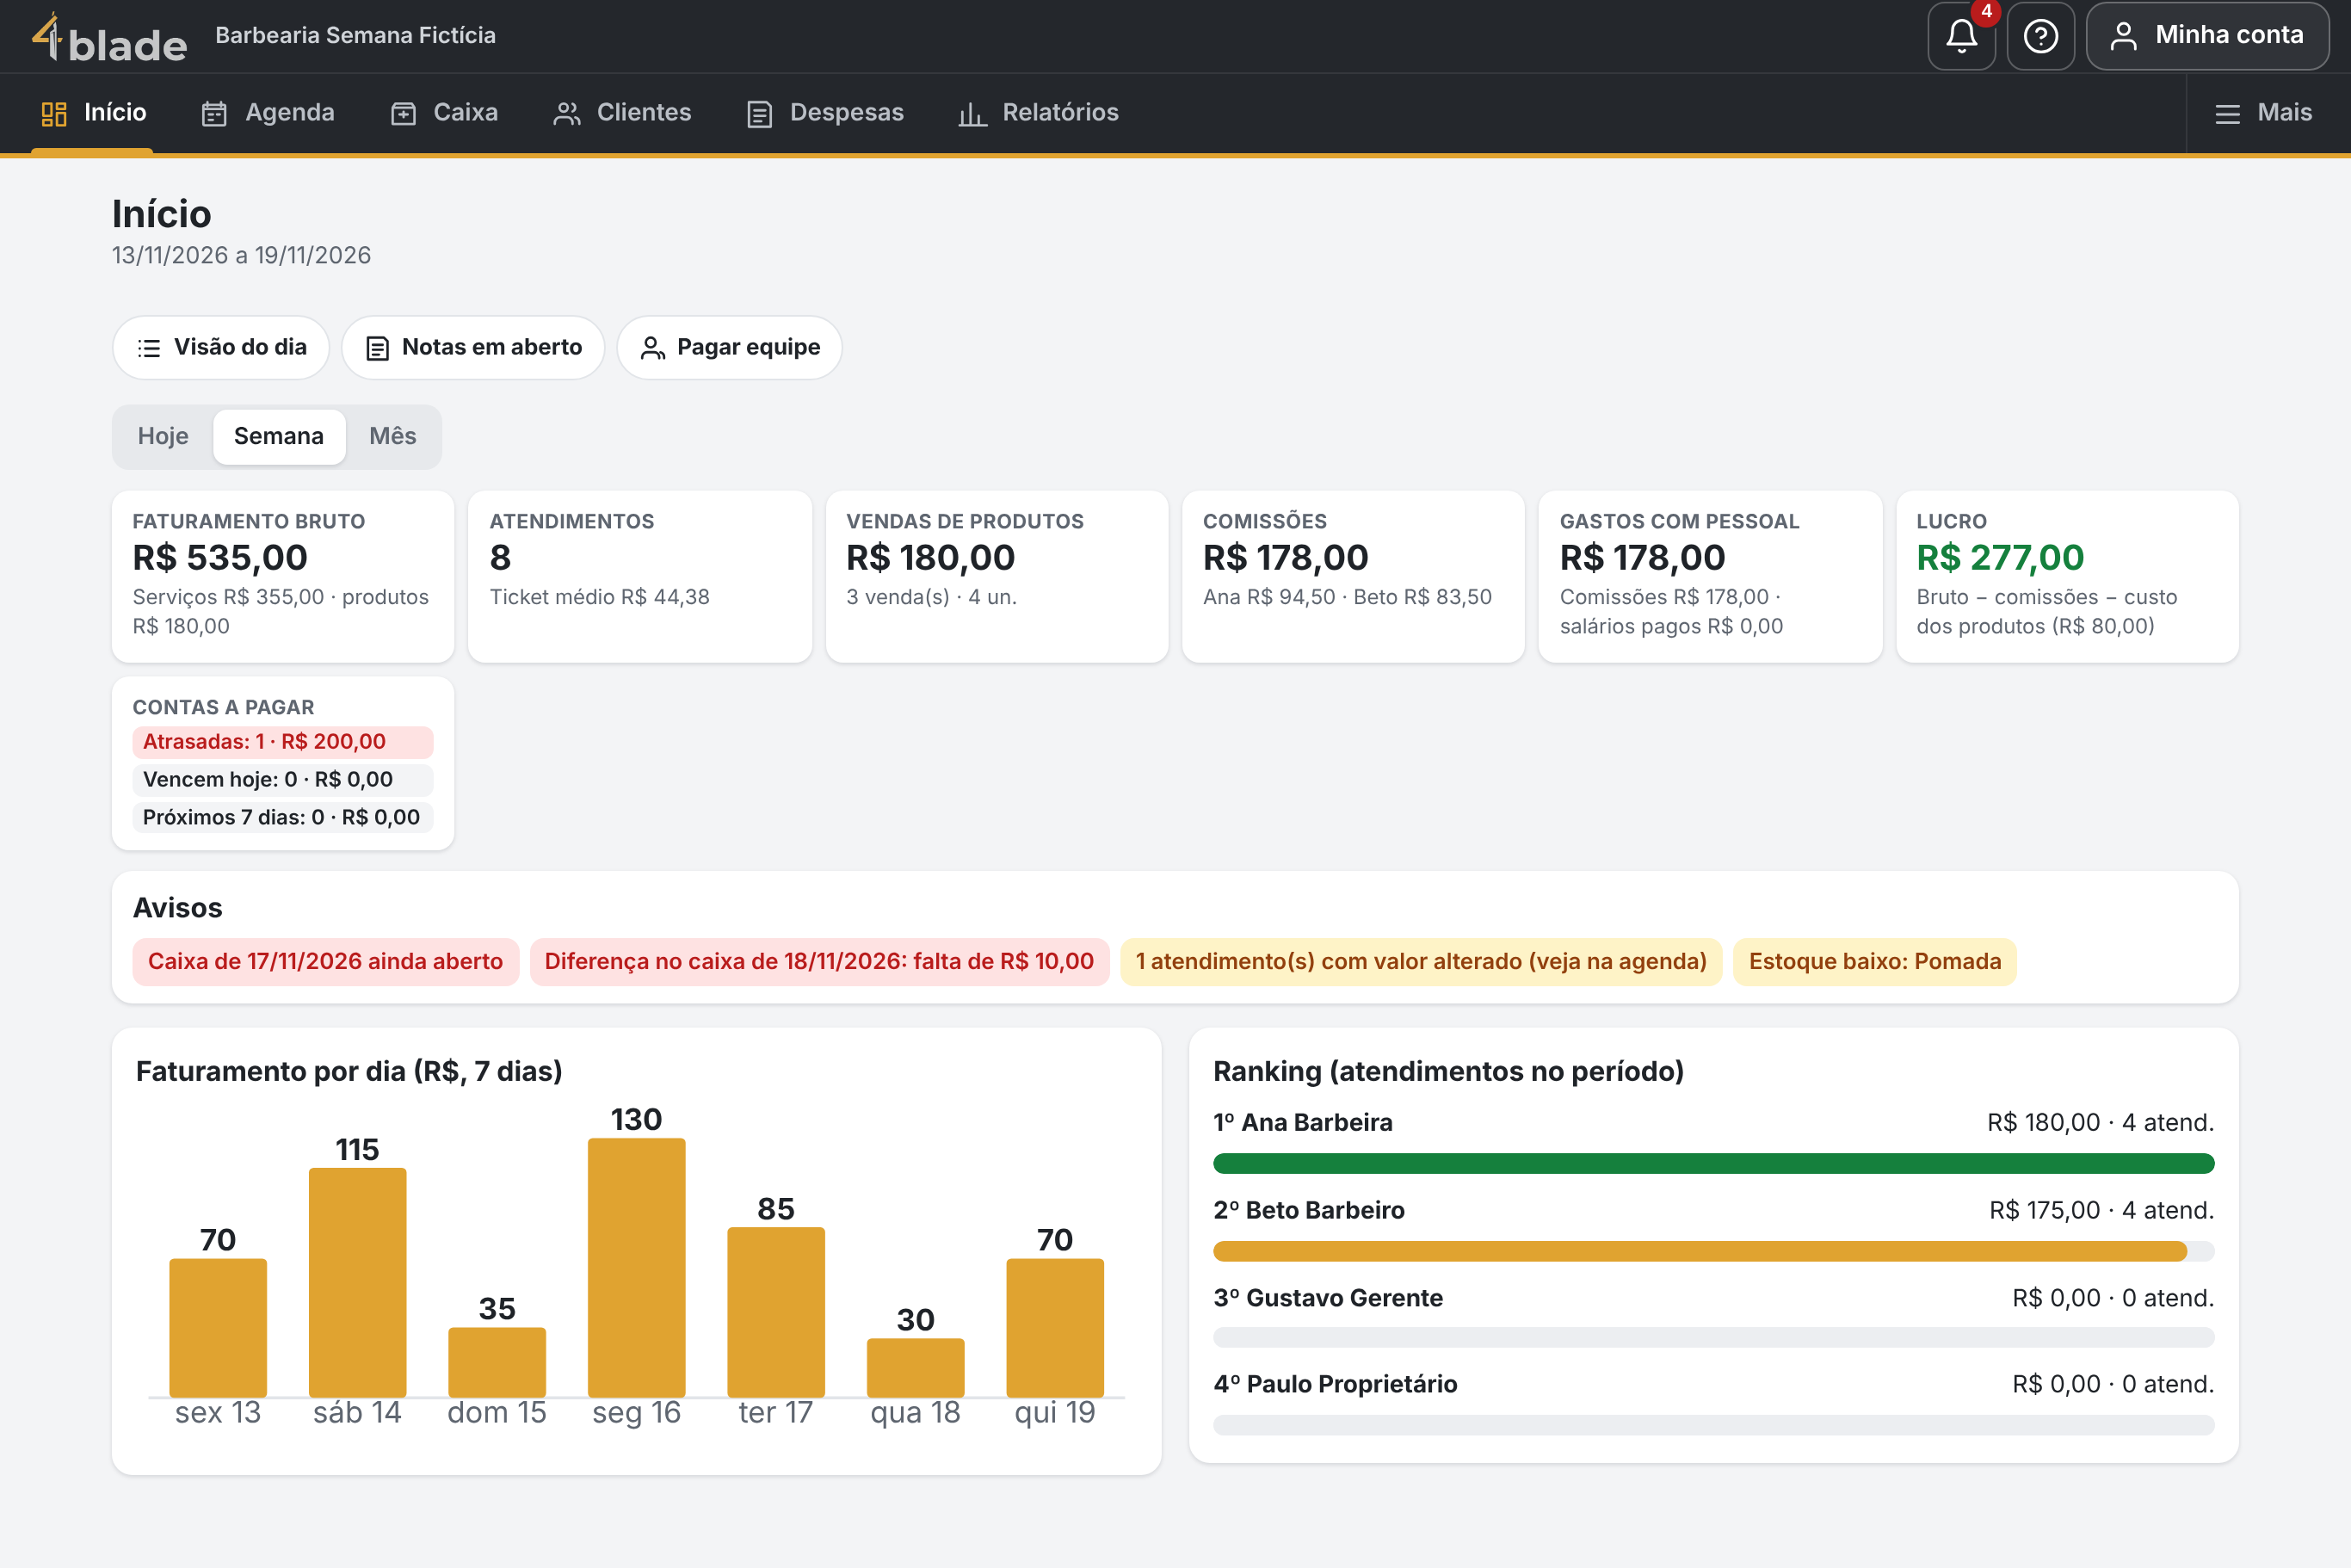 4blade
Barbearia Semana Fictícia
4
Minha conta
Início
Agenda
Caixa
Clientes
Despesas
Relatórios
Mais
Início
13/11/2026 a 19/11/2026
Visão do dia
Notas em aberto
Pagar equipe
Hoje
Semana
Mês
FATURAMENTO BRUTO
R$ 535,00
Serviços R$ 355,00 · produtos
R$ 180,00
ATENDIMENTOS
8
Ticket médio R$ 44,38
VENDAS DE PRODUTOS
R$ 180,00
3 venda(s) · 4 un.
COMISSÕES
R$ 178,00
Ana R$ 94,50 · Beto R$ 83,50
GASTOS COM PESSOAL
R$ 178,00
Comissões R$ 178,00 ·
salários pagos R$ 0,00
LUCRO
R$ 277,00
Bruto − comissões − custo
dos produtos (R$ 80,00)
CONTAS A PAGAR
Atrasadas: 1 · R$ 200,00
Vencem hoje: 0 · R$ 0,00
Próximos 7 dias: 0 · R$ 0,00
Avisos
Caixa de 17/11/2026 ainda aberto
Diferença no caixa de 18/11/2026: falta de R$ 10,00
1 atendimento(s) com valor alterado (veja na agenda)
Estoque baixo: Pomada
Faturamento por dia (R$, 7 dias)
70
115
35
130
85
30
70
sex 13
sáb 14
dom 15
seg 16
ter 17
qua 18
qui 19
Ranking (atendimentos no período)
1º Ana Barbeira
R$ 180,00 · 4 atend.
2º Beto Barbeiro
R$ 175,00 · 4 atend.
3º Gustavo Gerente
R$ 0,00 · 0 atend.
4º Paulo Proprietário
R$ 0,00 · 0 atend.